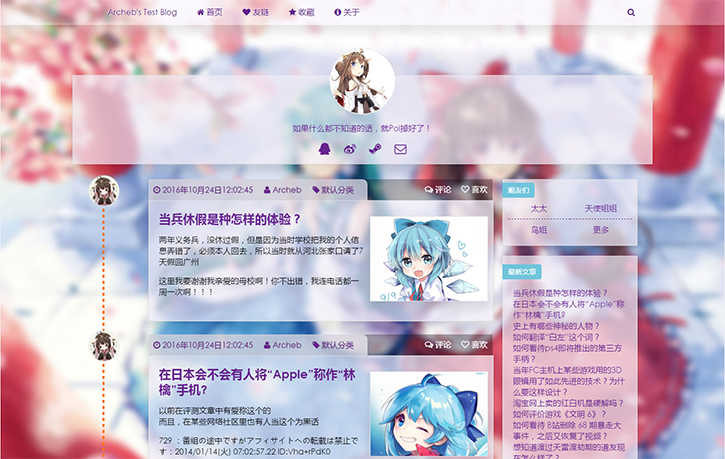 Archeb's Test Blog 首页 友链 收藏 关于
如果什么都不知道的话，就Poi掉好了！
2016年10月24日12:02:45 Archeb 默认分类 评论 喜欢
当兵休假是种怎样的体验？
两年义务兵，没休过假，但是因为当时学校把我的个人信
息弄错了，必须本人回去，所以当时就从河北张家口请了7
天假回广州
这里我要谢谢我亲爱的母校啊！你不出错，我连电话都一
周一次啊！！！
2016年10月24日12:02:45 Archeb 默认分类 评论 喜欢
在日本会不会有人将“Apple”称作“林
檎”手机？
以前在评测文章中有爱称这个的
而且，在某些网络社区里也有人当这个为黑话
729 ：番組の途中ですがアフィサイトへの転載は禁止で
す：2014/01/14(火) 07:02:57.22 ID:Vha+rPdK0
姬友们
太太 天使姐姐
鸟姐 更多
最新文章
当兵休假是种怎样的体验？
在日本会不会有人将“Apple”称
作“林檎”手机？
史上有哪些神秘的人物？
如何翻译“白左”这个词？
如何看待ps4即将推出的第三方
手柄？
当年FC主机上某些游戏用的3D
眼镜用了如此先进的技术？为什
么要这样设计？
淘宝网上卖的红白机是硬解吗？
如何评价游戏《文明 6》？
如何看待 B站删除 68 期暴走大
事件，之后又恢复了视频？
想知道渡过天雷渡劫期的道友现
在怎么样了？